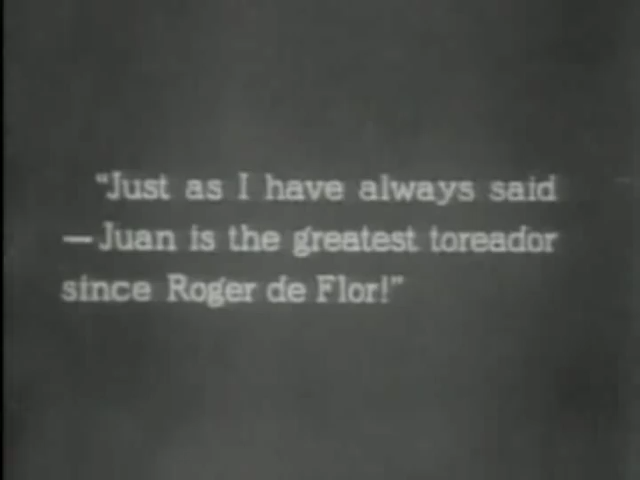 "Just as I have always said
—Juan is the greatest toreador
since Roger de Flor!"